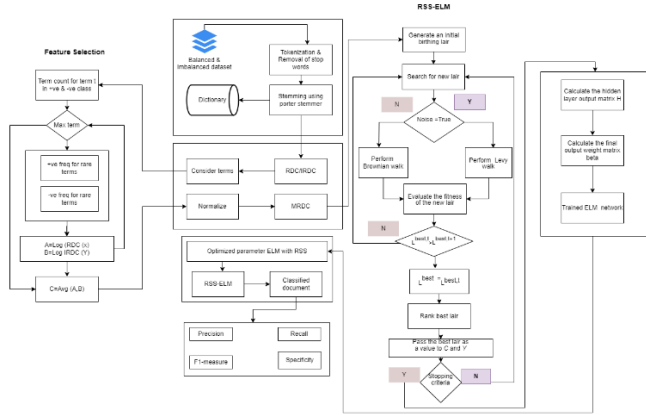 Feature Selection
Term count for term t
in +ve & -ve class
Max term
+ve freq for rare
terms
-ve freq for rare
terms
A=Log (RDC (x)
B=Log IRDC (Y)
C=Avg (A,B)
Balanced &
Imbalanced dataset
Tokenization &
Removal of stop
words
Dictionary
Stemming using
porter stemmer
Consider terms
RDC/IRDC
Normalize
MRDC
Optimized parameter ELM with RSS
RSS-ELM
Classified
document
Precision
Recall
F1-measure
Specificity
RSS-ELM
Generate an initial
birthing lair
Search for new lair
N
Y
Noise =True
Perform
Brownian walk
Perform Levy
walk
Evaluate the fitness
of the new lair
N
Rank best lair
Pass the best lair as
a value to C and Y
Y
N
Stopping
criteria
Calculate the hidden
layer output matrix H
Calculate the final
output weight matrix
beta
Trained ELM network